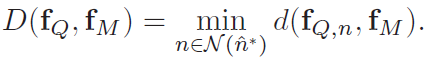 D(f_Q, f_M) = min_{n∈𝒩(n̂*)} d(f_{Q,n}, f_M).